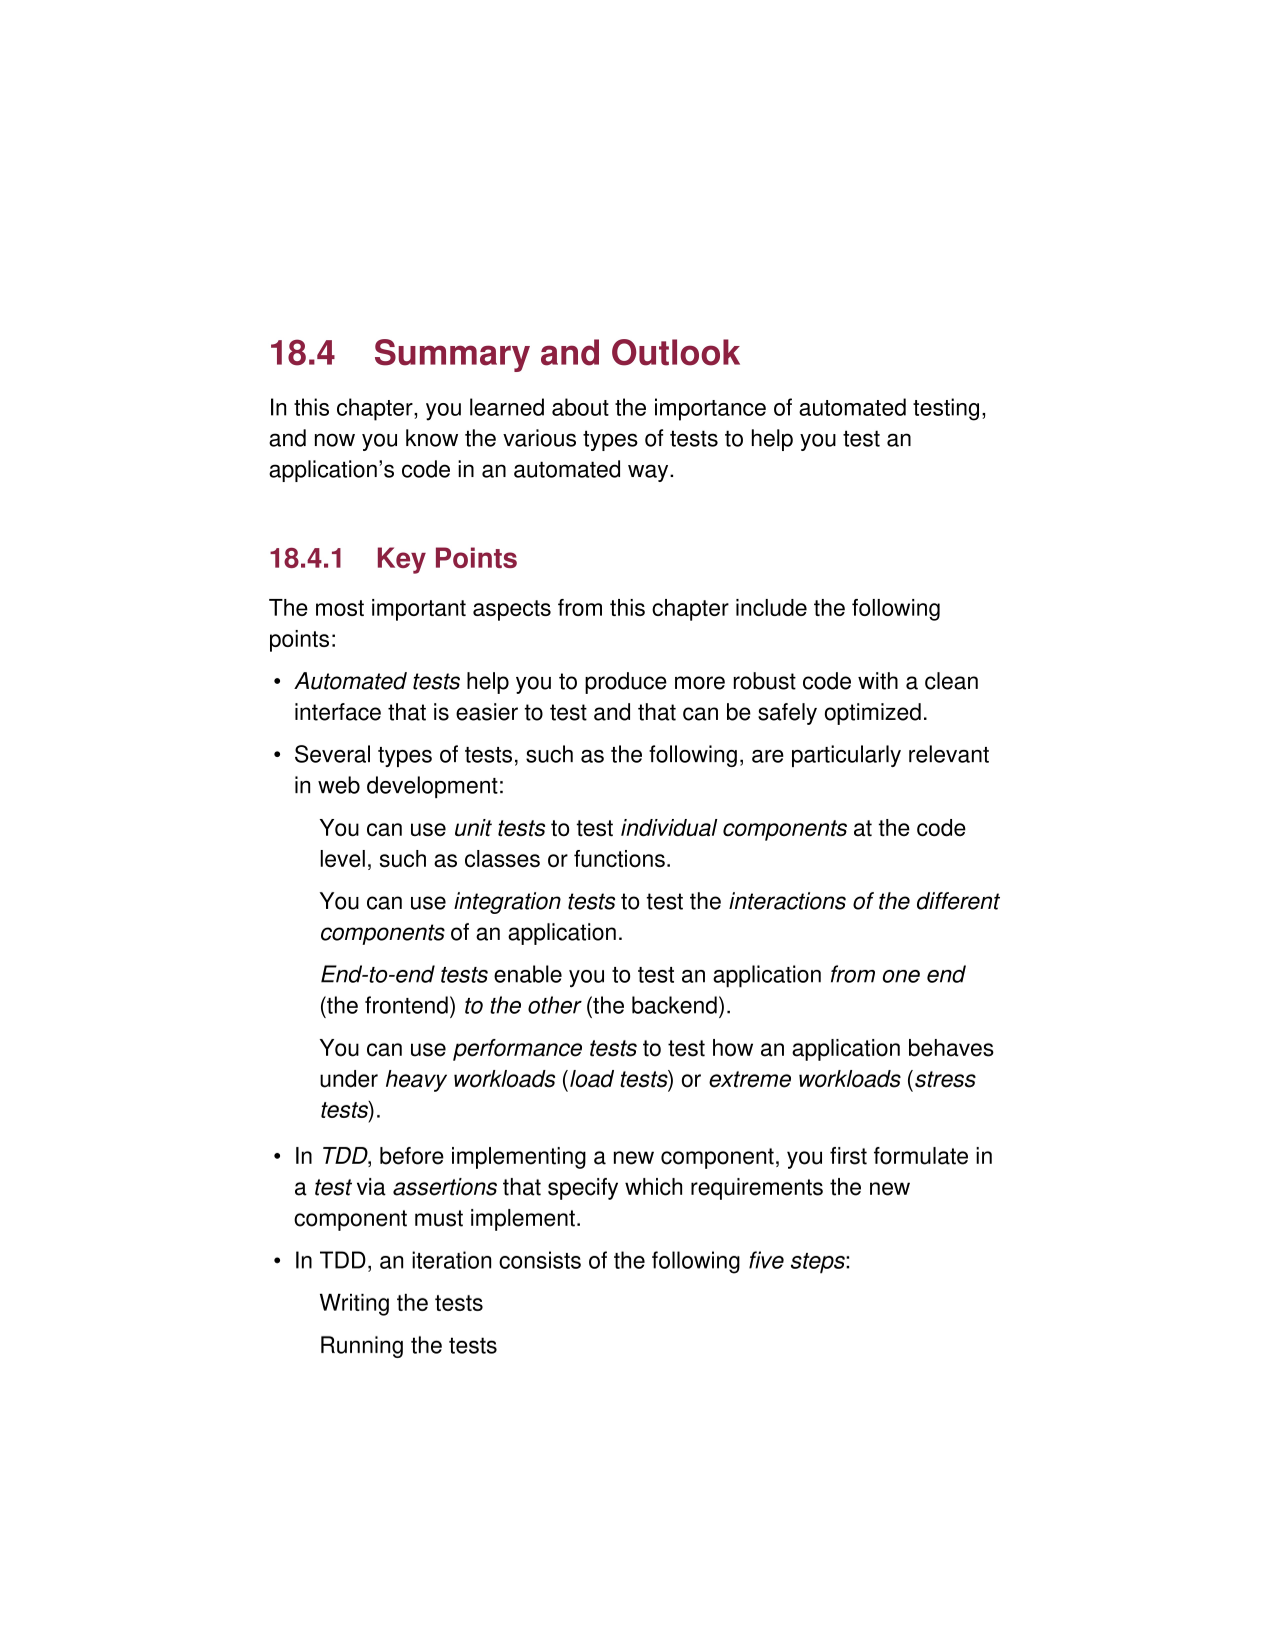 18.4 Summary and Outlook
In this chapter, you learned about the importance of automated testing,
and now you know the various types of tests to help you test an
application’s code in an automated way.
18.4.1 Key Points
The most important aspects from this chapter include the following
points:
• Automated tests help you to produce more robust code with a clean
interface that is easier to test and that can be safely optimized.
• Several types of tests, such as the following, are particularly relevant
in web development:
You can use unit tests to test individual components at the code
level, such as classes or functions.
You can use integration tests to test the interactions of the different
components of an application.
End-to-end tests enable you to test an application from one end
(the frontend) to the other (the backend).
You can use performance tests to test how an application behaves
under heavy workloads (load tests) or extreme workloads (stress
tests).
• In TDD, before implementing a new component, you first formulate in
a test via assertions that specify which requirements the new
component must implement.
• In TDD, an iteration consists of the following five steps:
Writing the tests
Running the tests